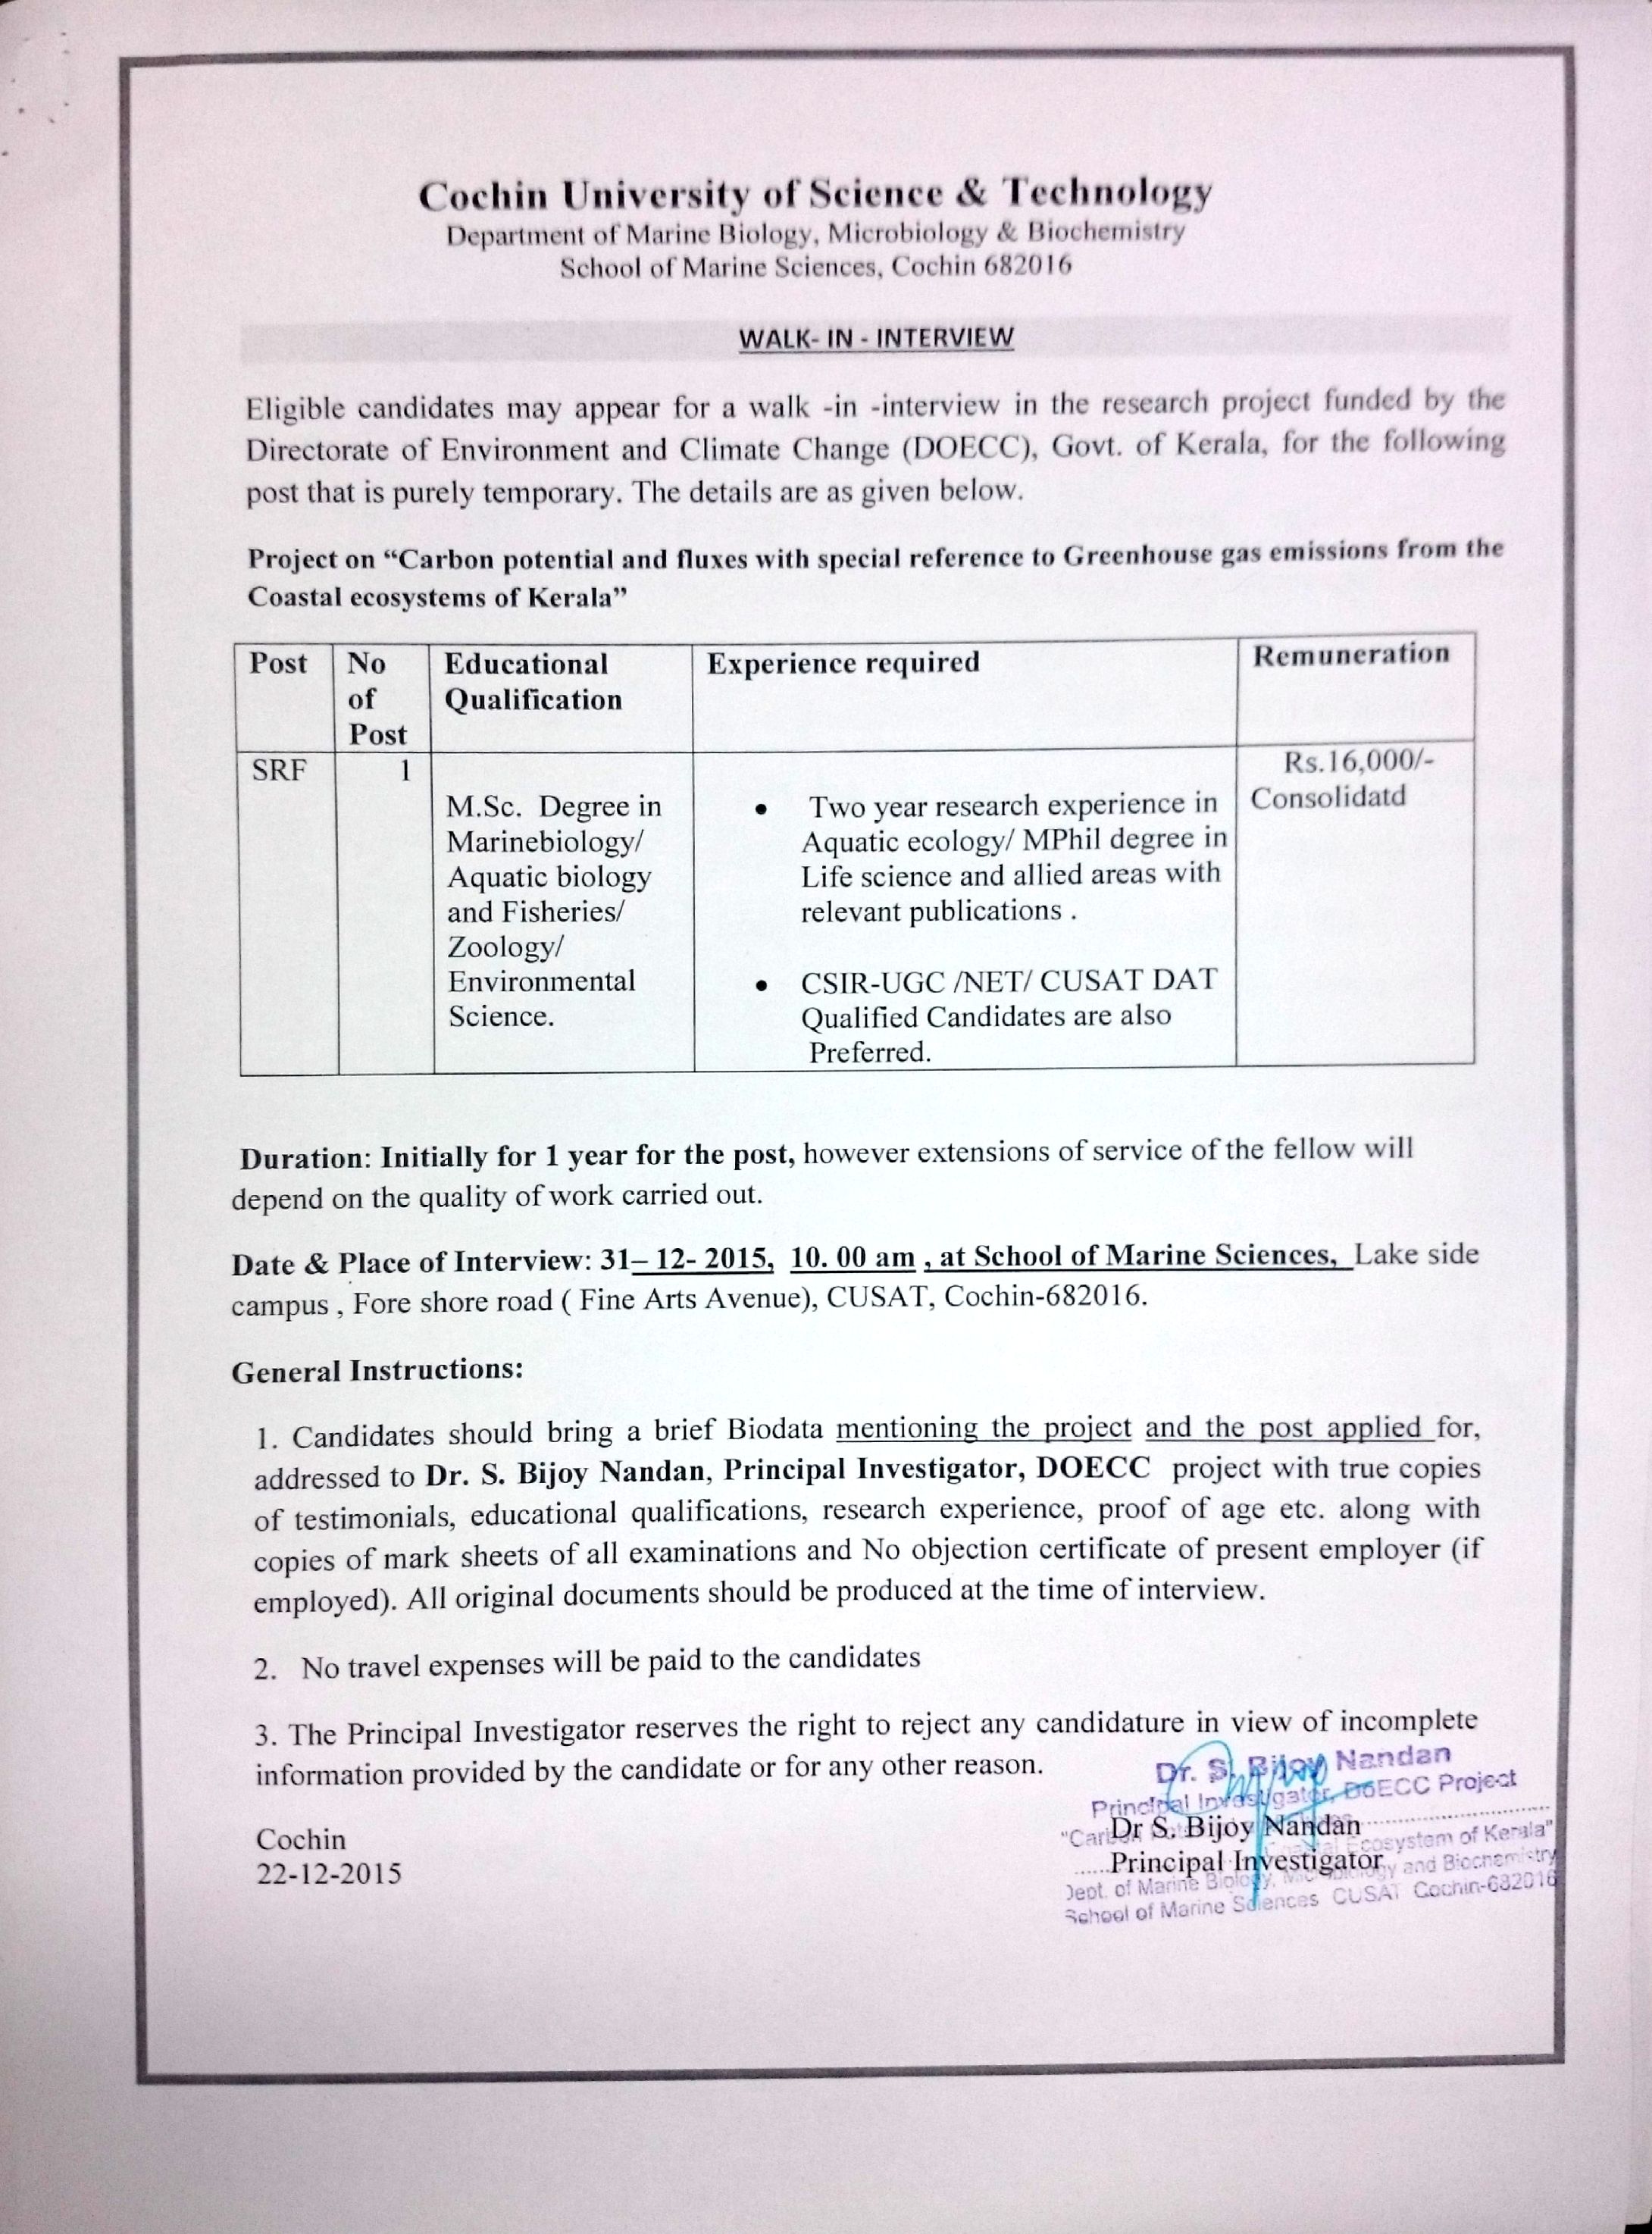 Cochin University of Science & Technology
Department of Marine Biology, Microbiology & Biochemistry
School of Marine Sciences, Cochin 682016
WALK- IN - INTERVIEW
Eligible candidates may appear for a walk -in -interview in the research project funded by the
Directorate of Environment and Climate Change (DOECC), Govt. of Kerala, for the following
post that is purely temporary. The details are as given below.
Project on “Carbon potential and fluxes with special reference to Greenhouse gas emissions from the
Coastal ecosystems of Kerala”
Post
No
of
Post
Educational
Qualification
Experience required
Remuneration
SRF
1
M.Sc. Degree in
Marinebiology/
Aquatic biology
and Fisheries/
Zoology/
Environmental
Science.
• Two year research experience in
Aquatic ecology/ MPhil degree in
Life science and allied areas with
relevant publications .
• CSIR-UGC /NET/ CUSAT DAT
Qualified Candidates are also
Preferred.
Rs.16,000/-
Consolidatd
Duration: Initially for 1 year for the post, however extensions of service of the fellow will
depend on the quality of work carried out.
Date & Place of Interview: 31– 12- 2015, 10. 00 am , at School of Marine Sciences, Lake side
campus , Fore shore road ( Fine Arts Avenue), CUSAT, Cochin-682016.
General Instructions:
1. Candidates should bring a brief Biodata mentioning the project and the post applied for,
addressed to Dr. S. Bijoy Nandan, Principal Investigator, DOECC project with true copies
of testimonials, educational qualifications, research experience, proof of age etc. along with
copies of mark sheets of all examinations and No objection certificate of present employer (if
employed). All original documents should be produced at the time of interview.
2. No travel expenses will be paid to the candidates
3. The Principal Investigator reserves the right to reject any candidature in view of incomplete
information provided by the candidate or for any other reason.
Dr. S. Bijoy Nandan
Principal Investigator, DoECC Project
Dr S. Bijoy Nandan
Ecosystem of Kerala"
Principal Investigator
Dept. of Marine Biology, Microbiology and Biochemistry
School of Marine Sciences CUSAT Cochin-682016
Cochin
22-12-2015